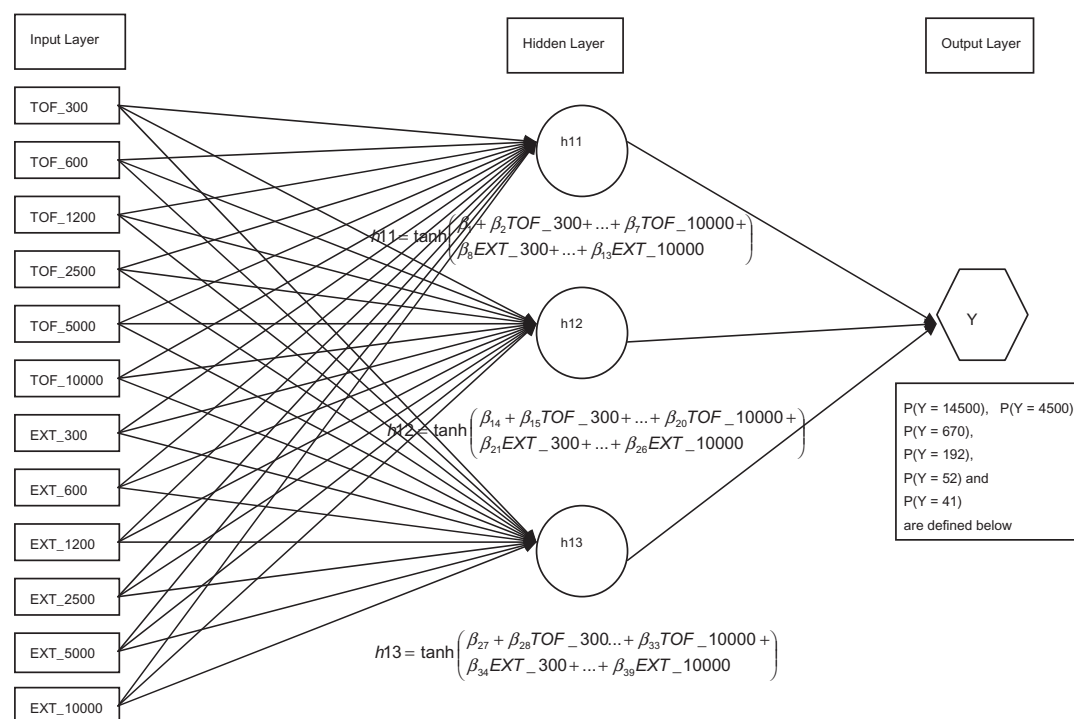 Input Layer
Hidden Layer
Output Layer
TOF_300
TOF_600
TOF_1200
TOF_2500
TOF_5000
TOF_10000
EXT_300
EXT_600
EXT_1200
EXT_2500
EXT_5000
EXT_10000
h11
h11 = tanh(β₁ + β₂TOF_300+...+ β₇TOF_10000 +
β₈EXT_300+...+ β₁₃EXT_10000)
h12
h12 = tanh(β₁₄ + β₁₅TOF_300+...+ β₂₀TOF_10000 +
β₂₁EXT_300+...+ β₂₆EXT_10000)
h13
h13 = tanh(β₂₇ + β₂₈TOF_300...+ β₃₃TOF_10000 +
β₃₄EXT_300+...+ β₃₉EXT_10000)
Y
P(Y = 14500), P(Y = 4500)
P(Y = 670),
P(Y = 192),
P(Y = 52) and
P(Y = 41)
are defined below